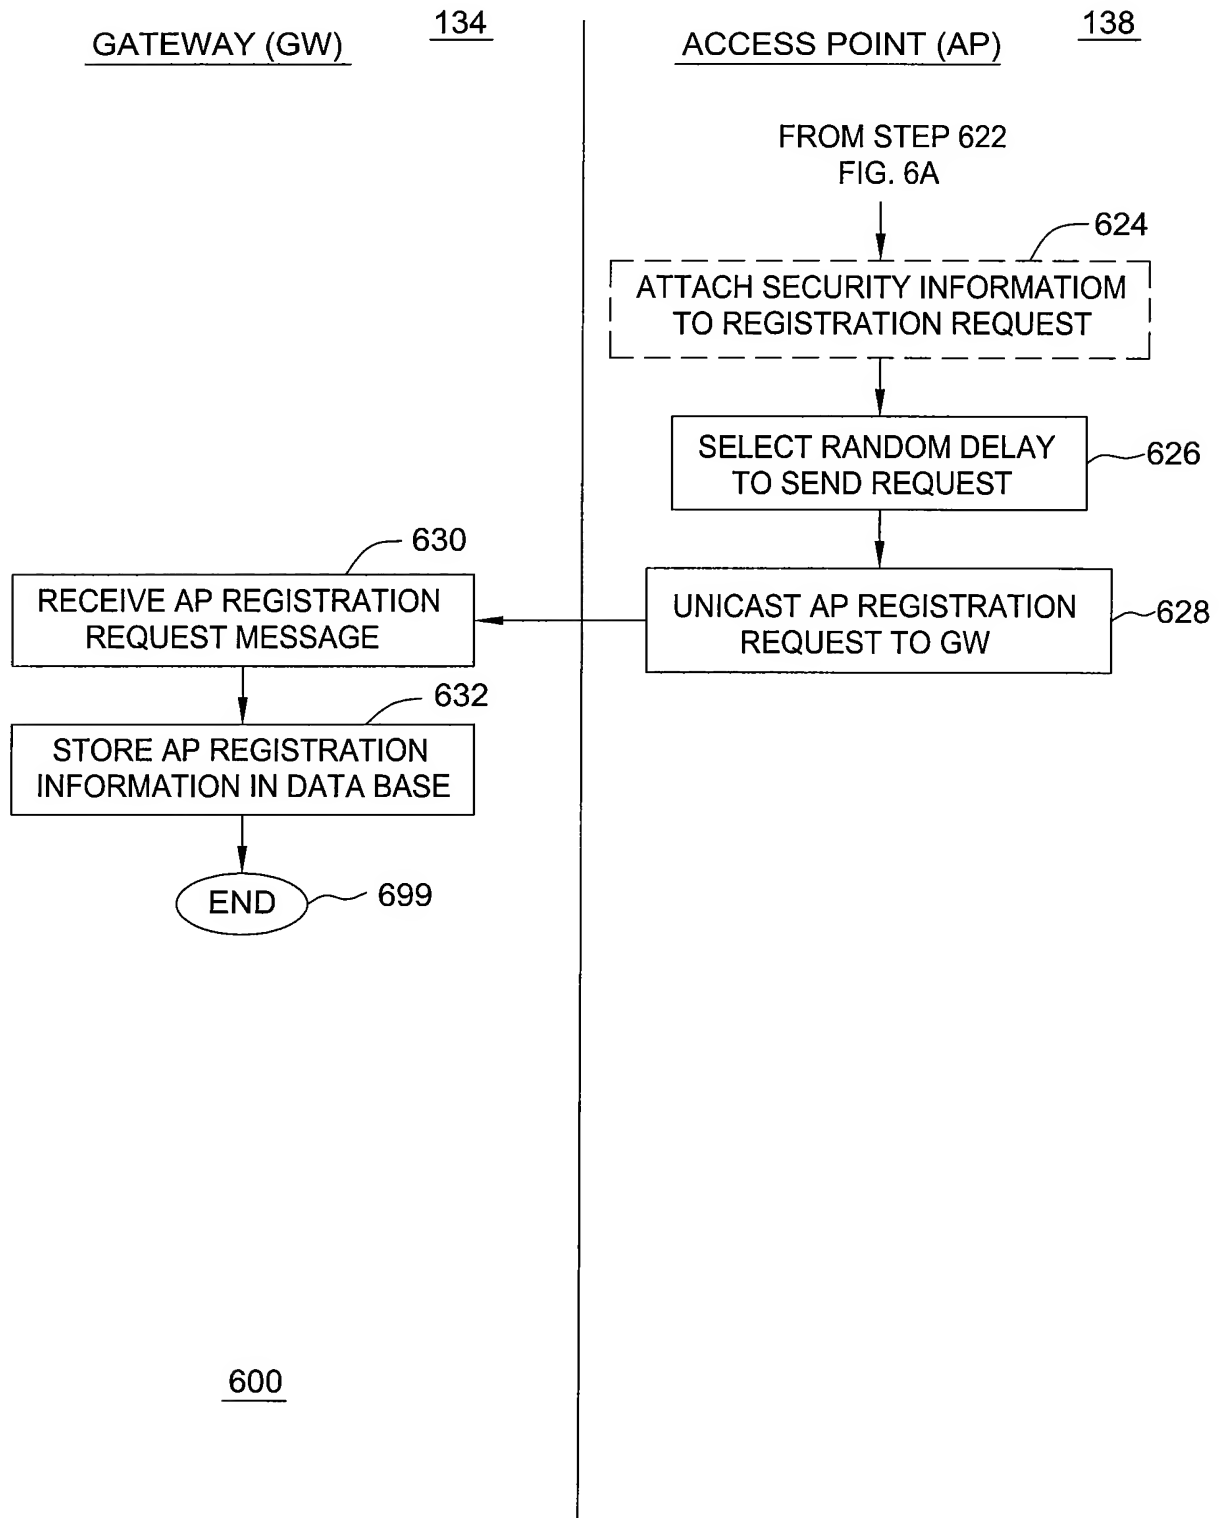 GATEWAY (GW)
134
ACCESS POINT (AP)
138
FROM STEP 622
FIG. 6A
624
ATTACH SECURITY INFORMATIOM
TO REGISTRATION REQUEST
SELECT RANDOM DELAY
TO SEND REQUEST
626
630
RECEIVE AP REGISTRATION
REQUEST MESSAGE
UNICAST AP REGISTRATION
REQUEST TO GW
628
632
STORE AP REGISTRATION
INFORMATION IN DATA BASE
END
699
600